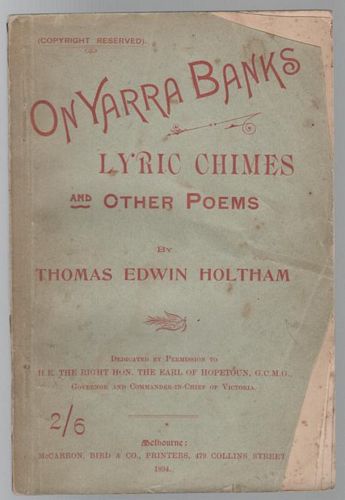 (COPYRIGHT RESERVED).
ON YARRA BANKS
LYRIC CHIMES
AND OTHER POEMS
BY
THOMAS EDWIN HOLTHAM
DEDICATED BY PERMISSION TO
H.E. THE RIGHT HON. THE EARL OF HOPETOUN, G.C.M.G.,
GOVERNOR AND COMMANDER-IN-CHIEF OF VICTORIA.
2/6
Melbourne:
McCARRON, BIRD & CO., PRINTERS, 479 COLLINS STREET
1894.